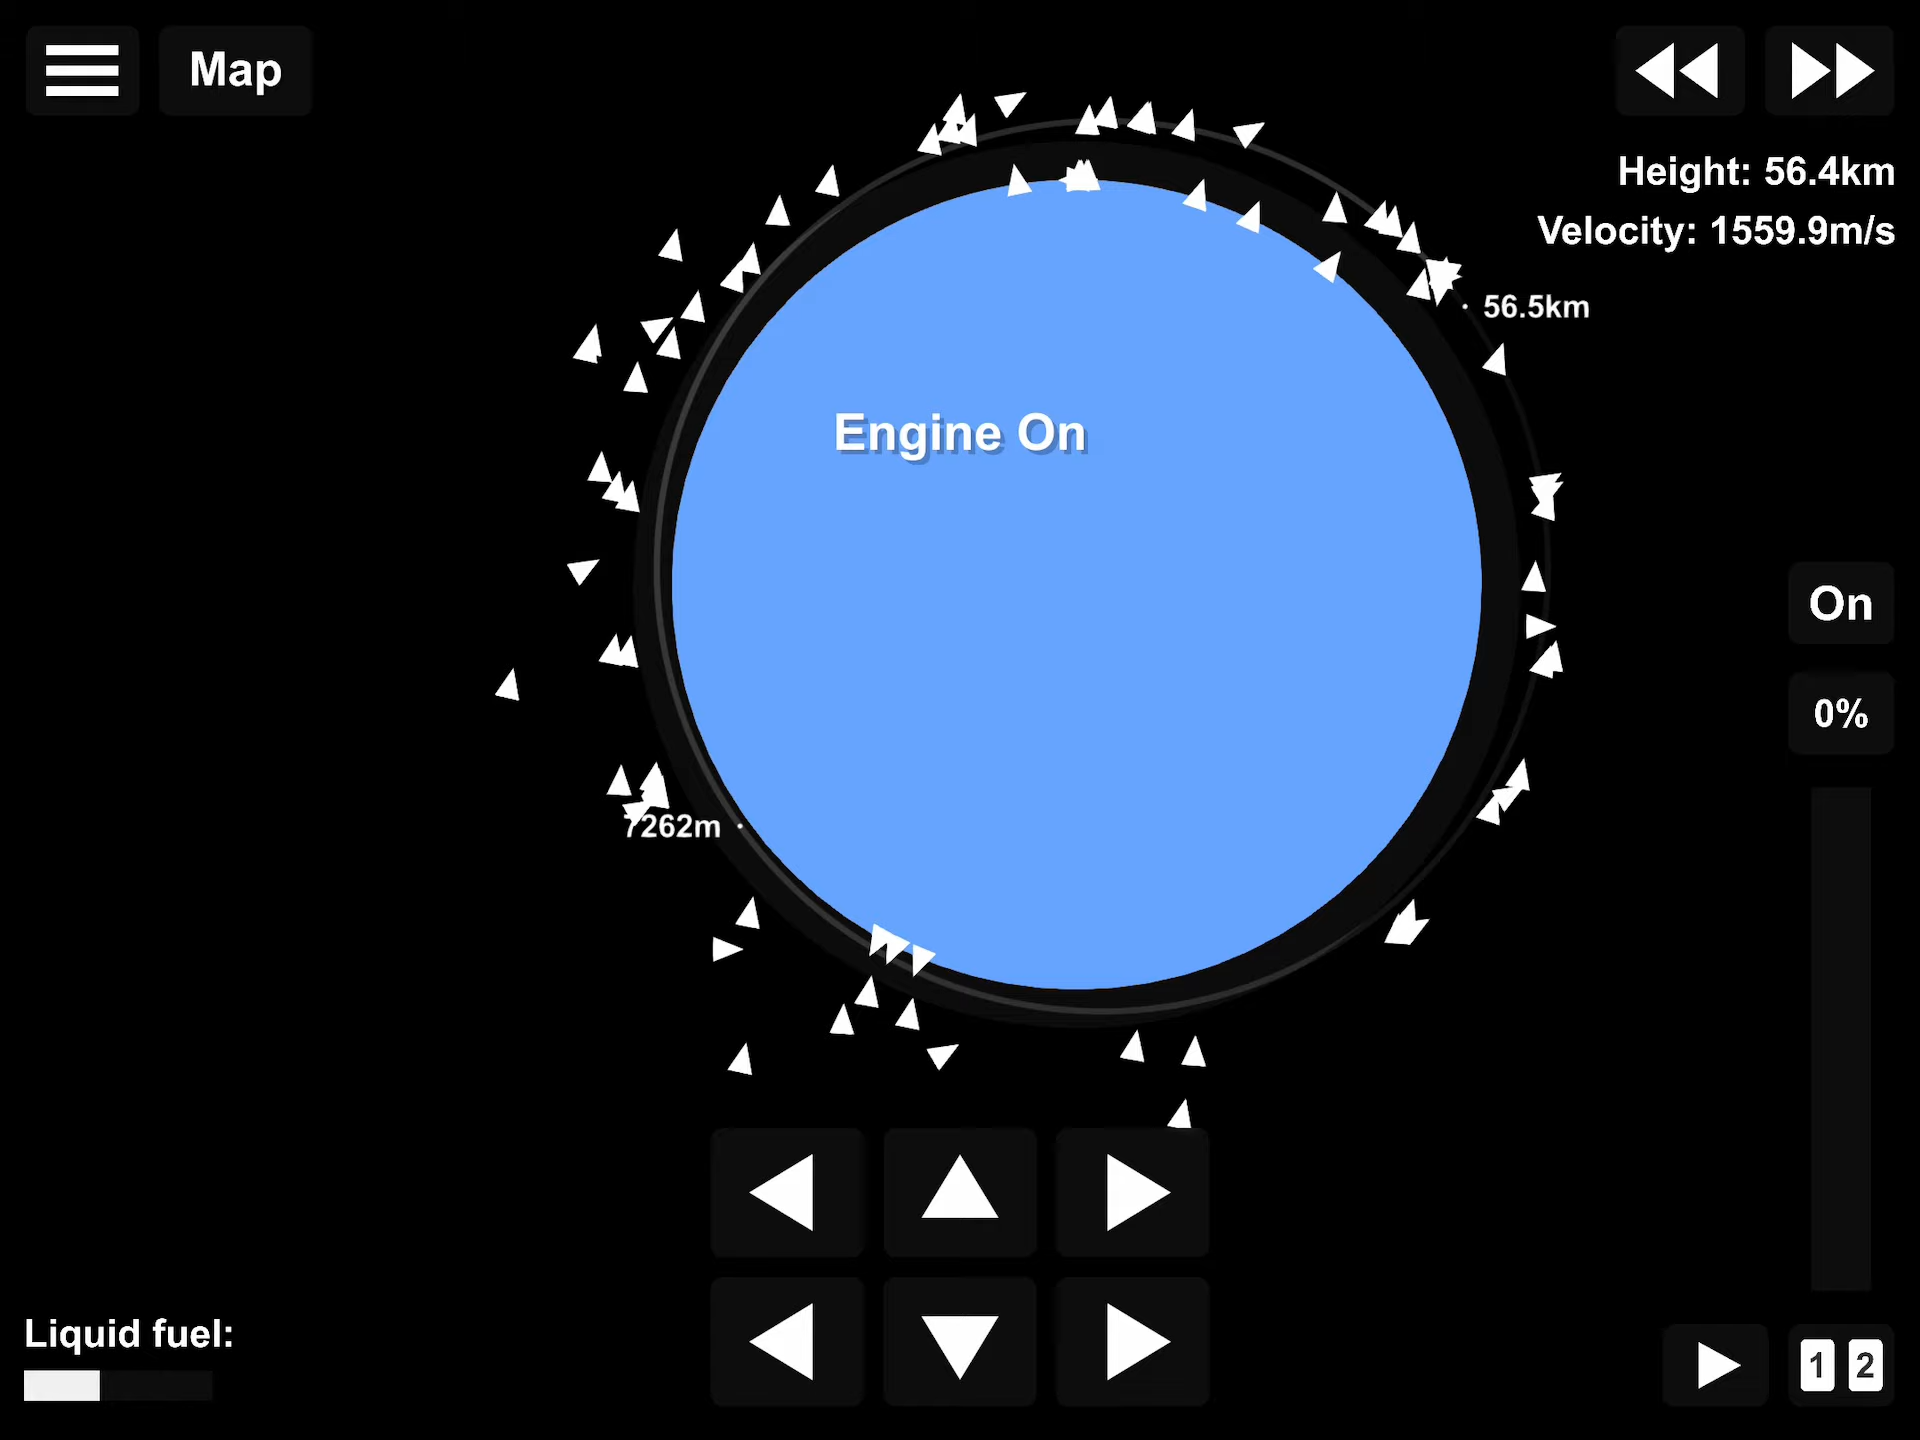 Map
Height: 56.4km
Velocity: 1559.9m/s
56.5km
Engine On
On
0%
7262m
Liquid fuel:
1 2